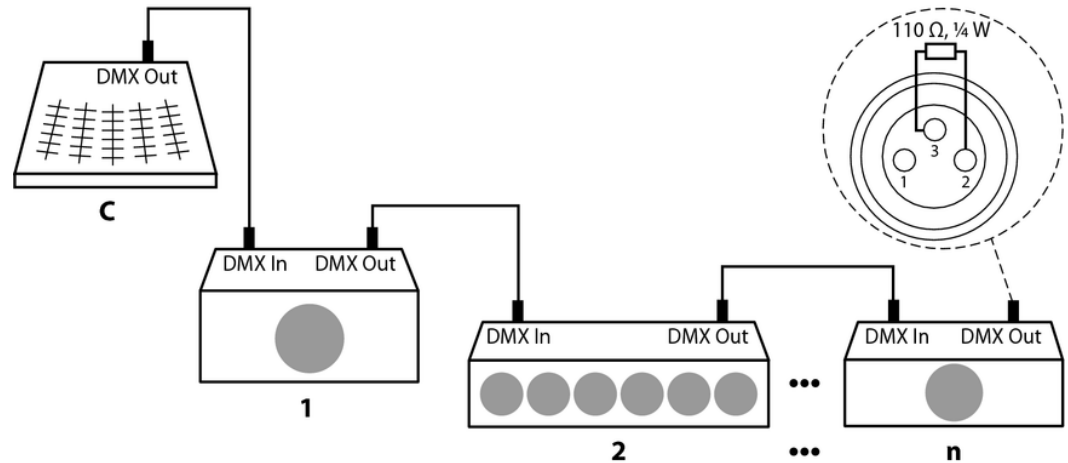 110 Ω, ¼ W
3
1
2
DMX Out
C
DMX In
DMX Out
1
DMX In
DMX Out
2
•••
•••
DMX In
DMX Out
n